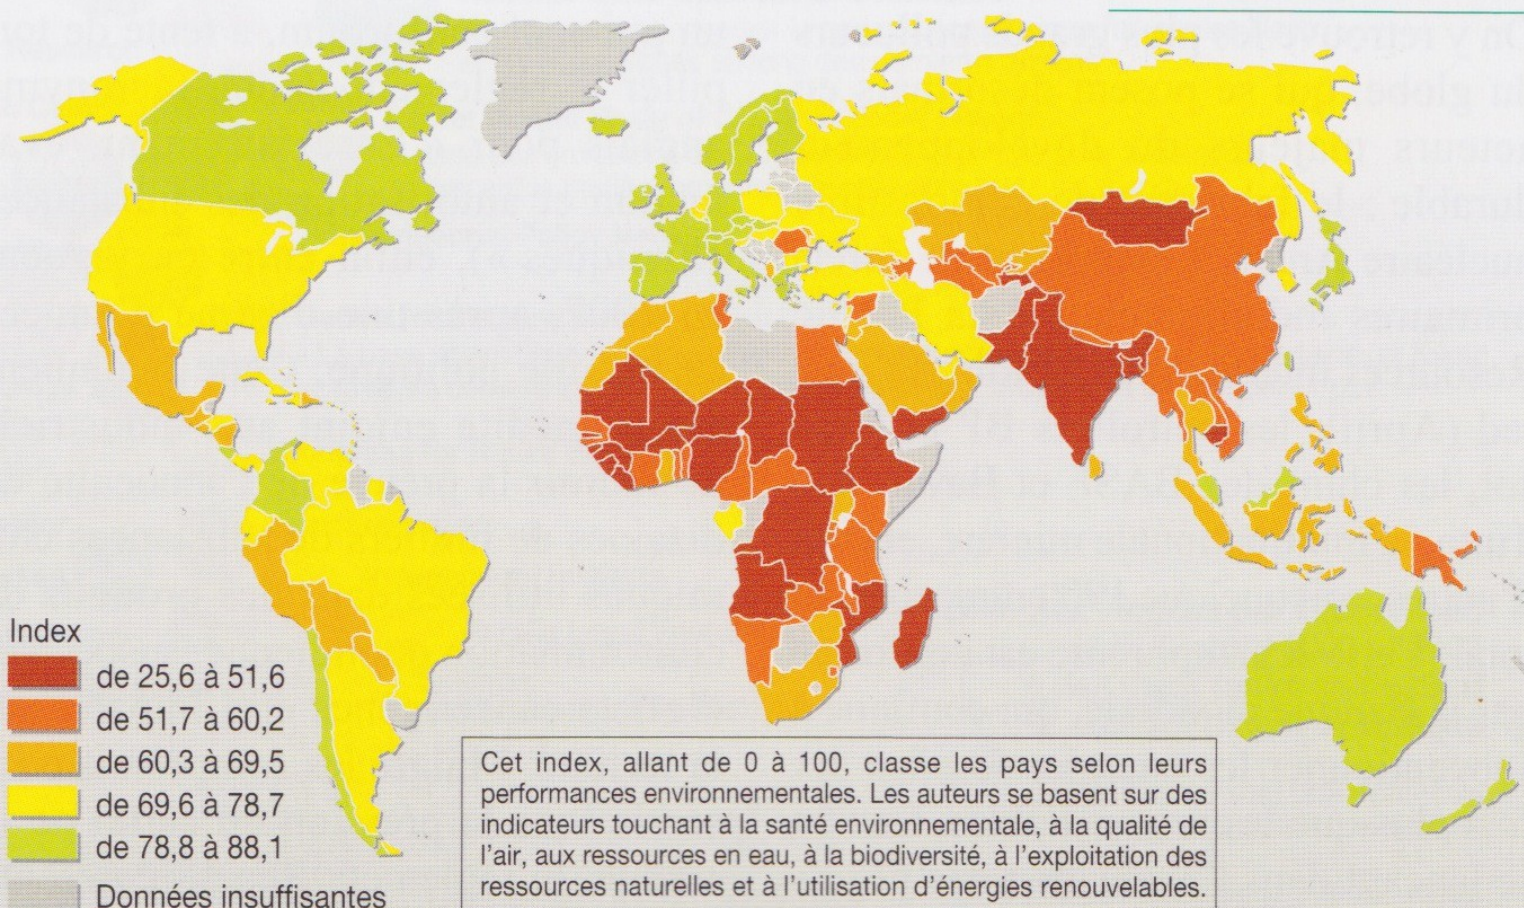 Index
de 25,6 à 51,6
de 51,7 à 60,2
de 60,3 à 69,5
de 69,6 à 78,7
de 78,8 à 88,1
Données insuffisantes
Cet index, allant de 0 à 100, classe les pays selon leurs
performances environnementales. Les auteurs se basent sur des
indicateurs touchant à la santé environnementale, à la qualité de
l'air, aux ressources en eau, à la biodiversité, à l'exploitation des
ressources naturelles et à l'utilisation d'énergies renouvelables.